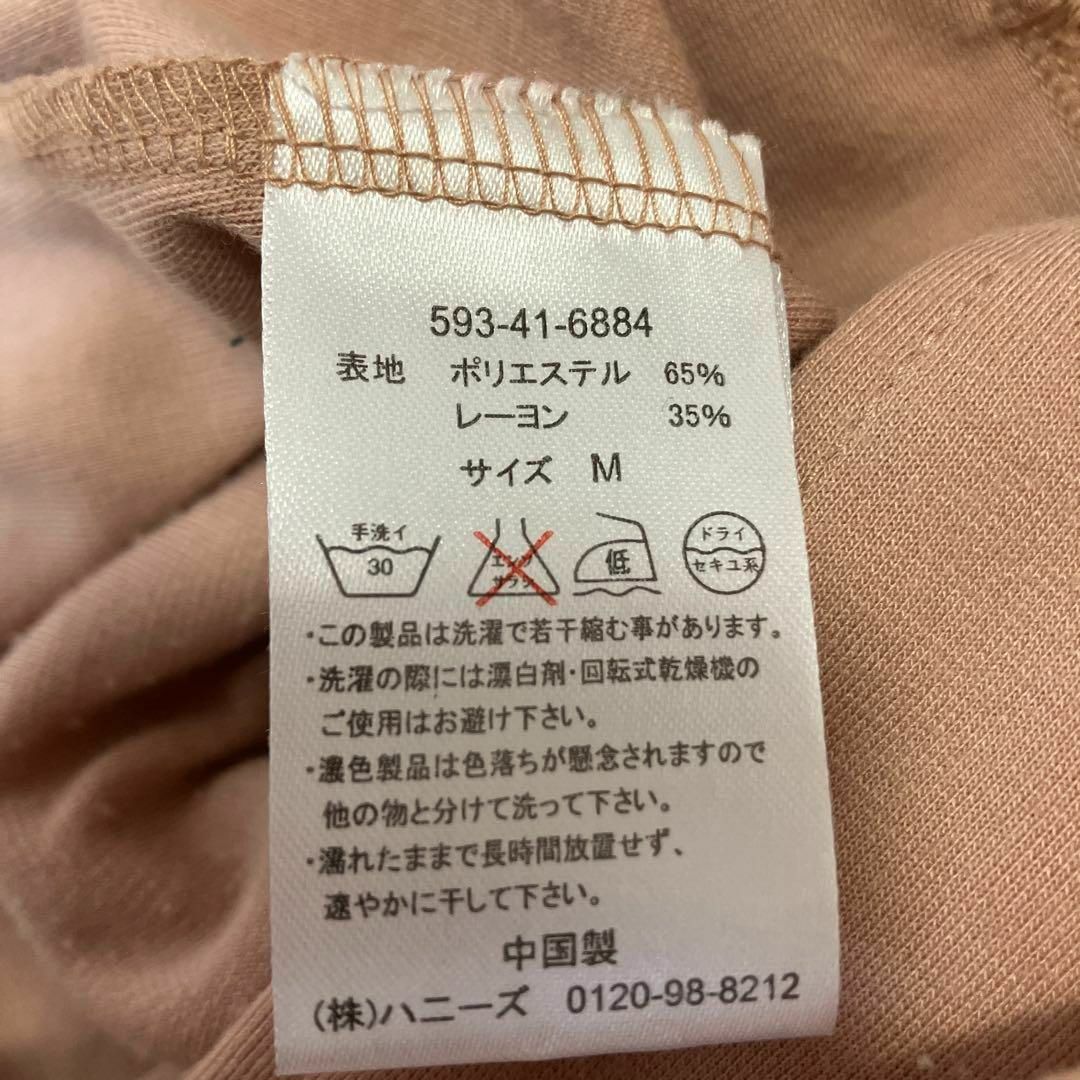 593-41-6884
表地 ポリエステル 65%
レーヨン 35%
サイズ M
手洗イ
30
エンソ
サラシ
低
ドライ
セキユ系
・この製品は洗濯で若干縮む事があります。
・洗濯の際には漂白剤・回転式乾燥機の
ご使用はお避け下さい。
・濃色製品は色落ちが懸念されますので
他の物と分けて洗って下さい。
・濡れたままで長時間放置せず、
速やかに干して下さい。
中国製
(株)ハニーズ 0120-98-8212